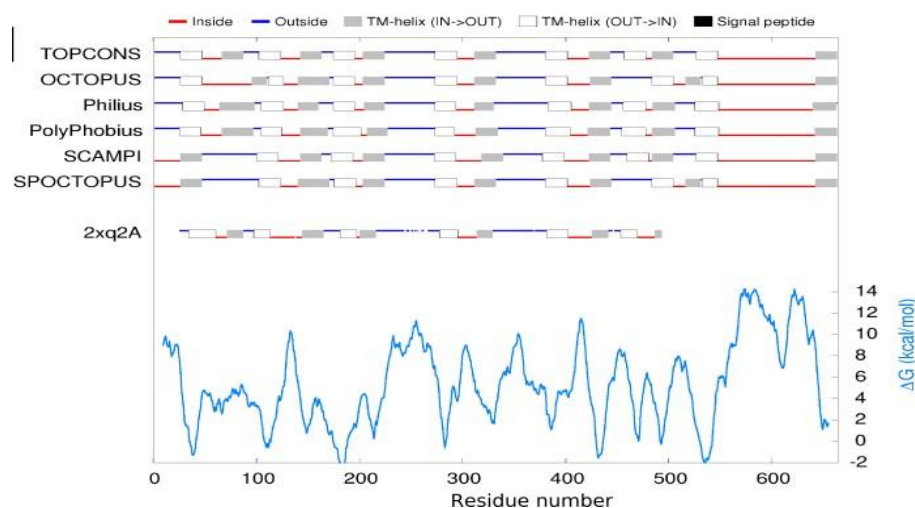 Inside Outside TM-helix (IN->OUT) TM-helix (OUT->IN) Signal peptide
TOPCONS
OCTOPUS
Philius
PolyPhobius
SCAMPI
SPOCTOPUS
2xq2A
14
12
10
8
6
4
2
0
-2
ΔG (kcal/mol)
0 100 200 300 400 500 600
Residue number